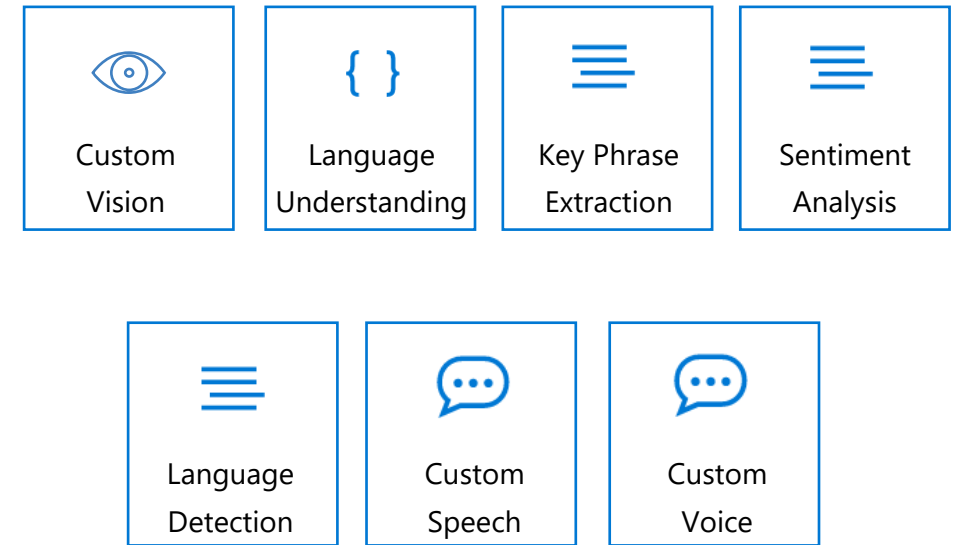 { }
Custom
Vision
Language
Understanding
Key Phrase
Extraction
Sentiment
Analysis
Language
Detection
Custom
Speech
Custom
Voice